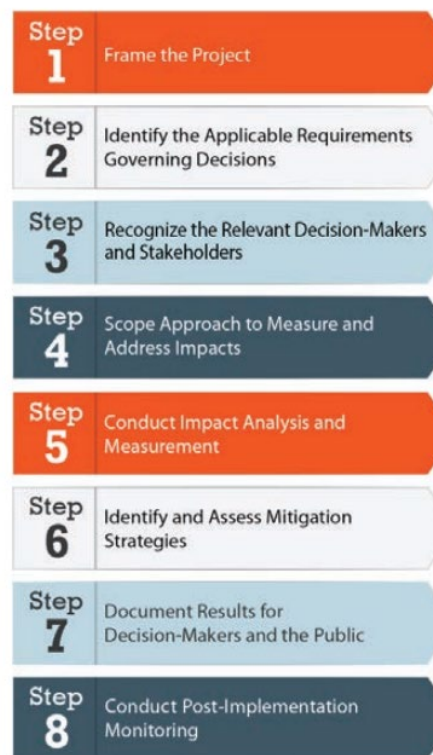 Step
1
Frame the Project
Step
2
Identify the Applicable Requirements
Governing Decisions
Step
3
Recognize the Relevant Decision-Makers
and Stakeholders
Step
4
Scope Approach to Measure and
Address Impacts
Step
5
Conduct Impact Analysis and
Measurement
Step
6
Identify and Assess Mitigation
Strategies
Step
7
Document Results for
Decision-Makers and the Public
Step
8
Conduct Post-Implementation
Monitoring